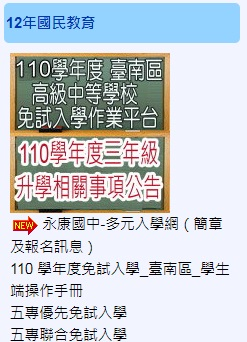 12年國民教育
110學年度 臺南區
高級中等學校
免試入學作業平台
110學年度三年級
升學相關事項公告
NEW 永康國中-多元入學網（簡章
及報名訊息）
110 學年度免試入學_臺南區_學生
端操作手冊
五專優先免試入學
五專聯合免試入學